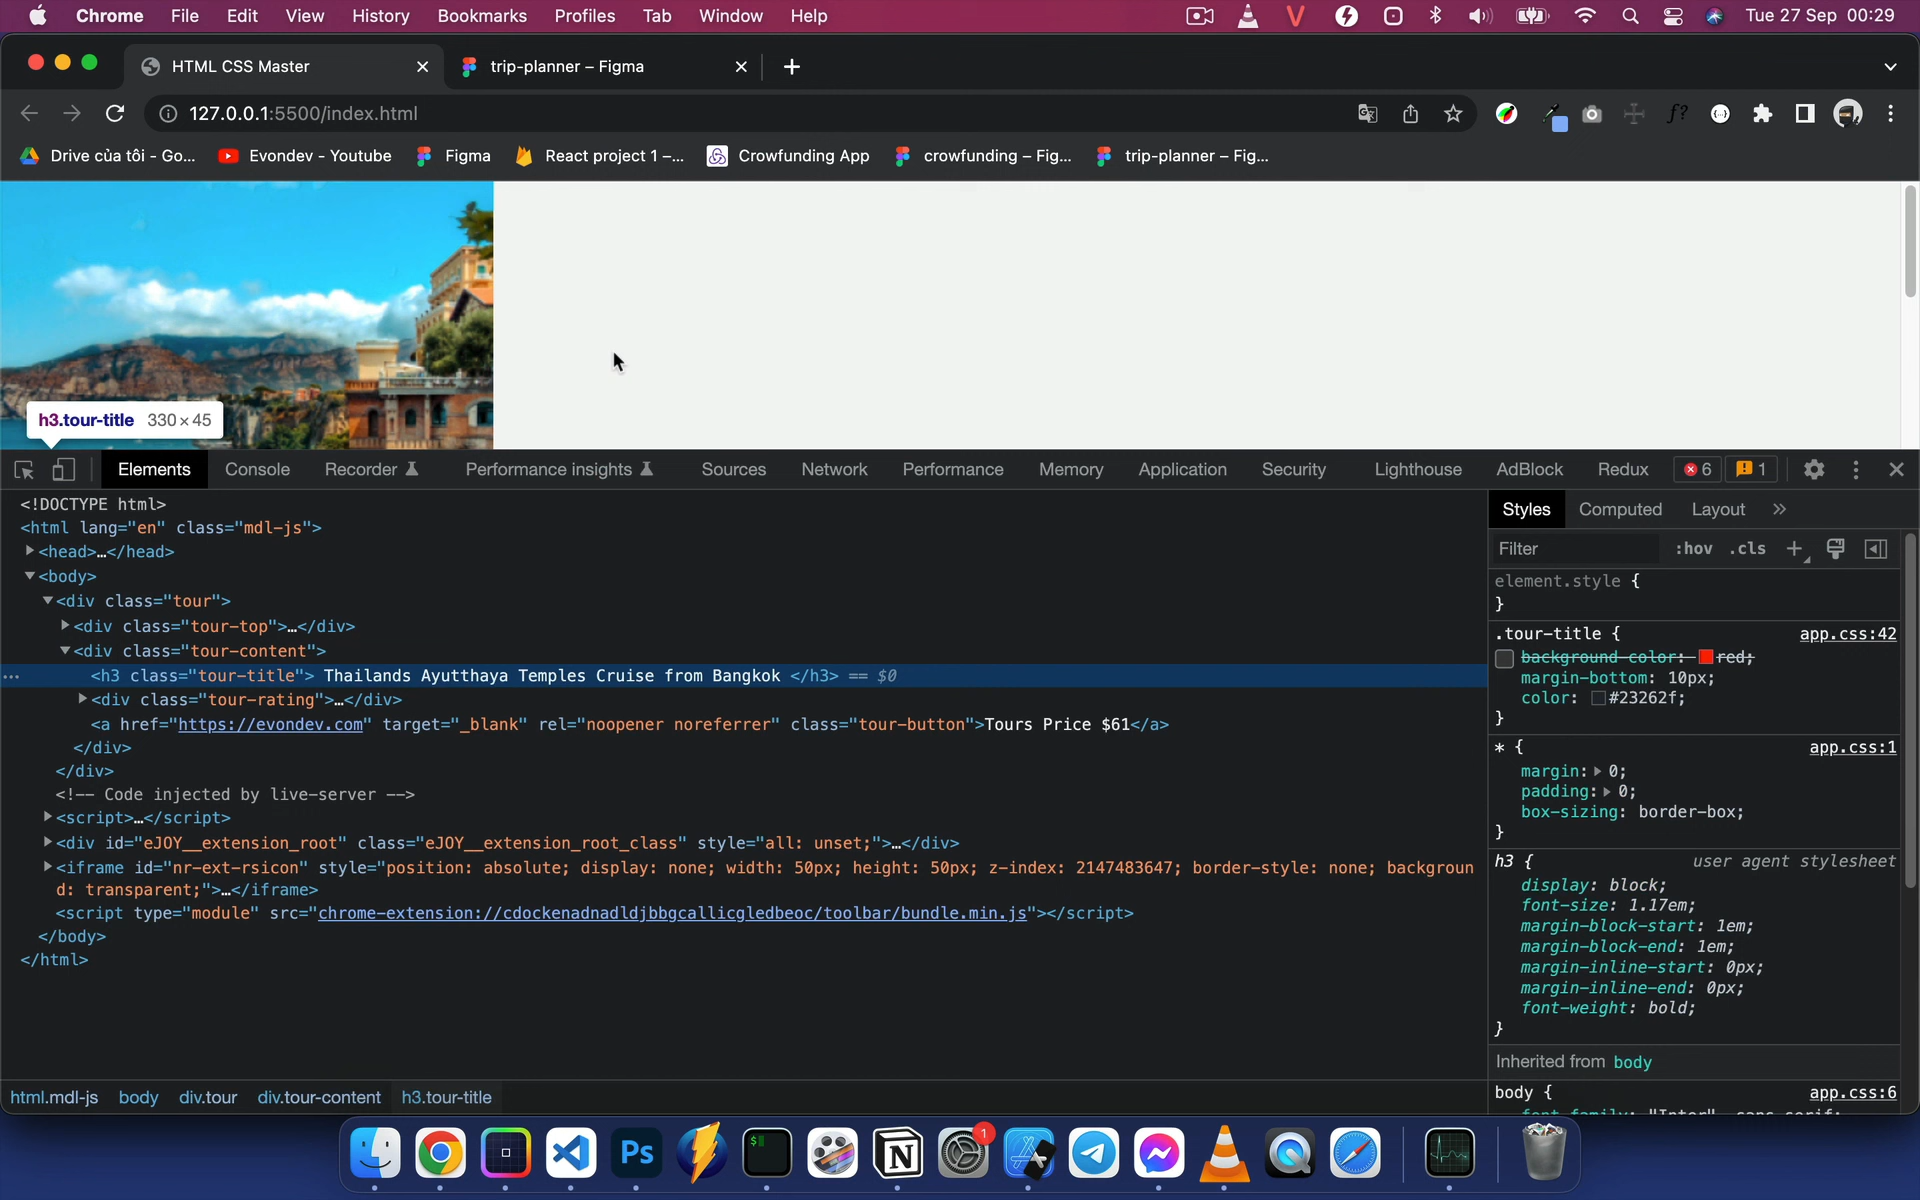 Chrome File Edit View History Bookmarks Profiles Tab Window Help Tue 27 Sep 00:29
HTML CSS Master trip-planner – Figma
127.0.0.1:5500/index.html f?
Drive của tôi - Go... Evondev - Youtube Figma React project 1 –... Crowfunding App crowfunding – Fig... trip-planner – Fig...
h3.tour-title 330 × 45
Elements Console Recorder Performance insights Sources Network Performance Memory Application Security Lighthouse AdBlock Redux 6 1
<!DOCTYPE html>
<html lang="en" class="mdl-js">
<head>…</head>
<body>
<div class="tour">
<div class="tour-top">…</div>
<div class="tour-content">
<h3 class="tour-title"> Thailands Ayutthaya Temples Cruise from Bangkok </h3> == $0
<div class="tour-rating">…</div>
<a href="https://evondev.com" target="_blank" rel="noopener noreferrer" class="tour-button">Tours Price $61</a>
</div>
</div>
<!-- Code injected by live-server -->
<script>…</script>
<div id="eJOY__extension_root" class="eJOY__extension_root_class" style="all: unset;">…</div>
<iframe id="nr-ext-rsicon" style="position: absolute; display: none; width: 50px; height: 50px; z-index: 2147483647; border-style: none; backgroun
d: transparent;">…</iframe>
<script type="module" src="chrome-extension://cdockenadnadldjbbgcallicgledbeoc/toolbar/bundle.min.js"></script>
</body>
</html>
html.mdl-js body div.tour div.tour-content h3.tour-title
Styles Computed Layout
Filter :hov .cls
element.style {
}
.tour-title { app.css:42
background-color: red;
margin-bottom: 10px;
color: #23262f;
}
* { app.css:1
margin: 0;
padding: 0;
box-sizing: border-box;
}
h3 { user agent stylesheet
display: block;
font-size: 1.17em;
margin-block-start: 1em;
margin-block-end: 1em;
margin-inline-start: 0px;
margin-inline-end: 0px;
font-weight: bold;
}
Inherited from body
body { app.css:6
font-family: "Inter", sans-serif;
Ps 1